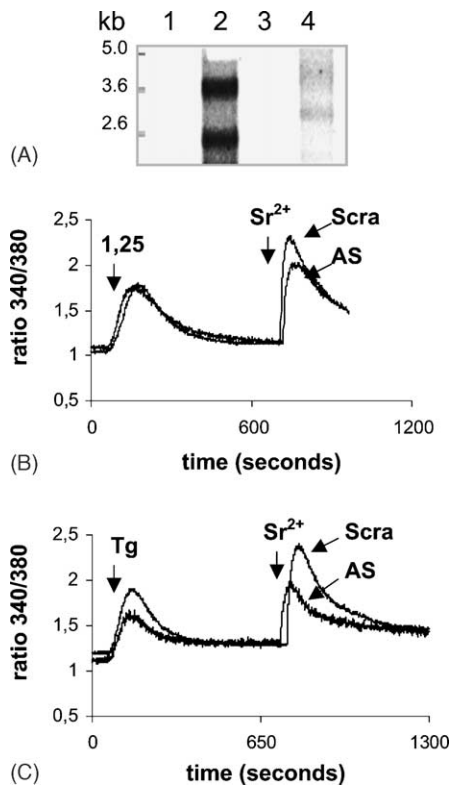 kb 1 2 3 4
5.0
3.6
2.6
(A)
2,5
2
1,5
1
0,5
ratio 340/380
1,25
Sr2+
Scra
AS
0 600 1200
time (seconds)
(B)
2,5
2
1,5
1
0,5
ratio 340/380
Tg
Sr2+
Scra
AS
0 650 1300
time (seconds)
(C)